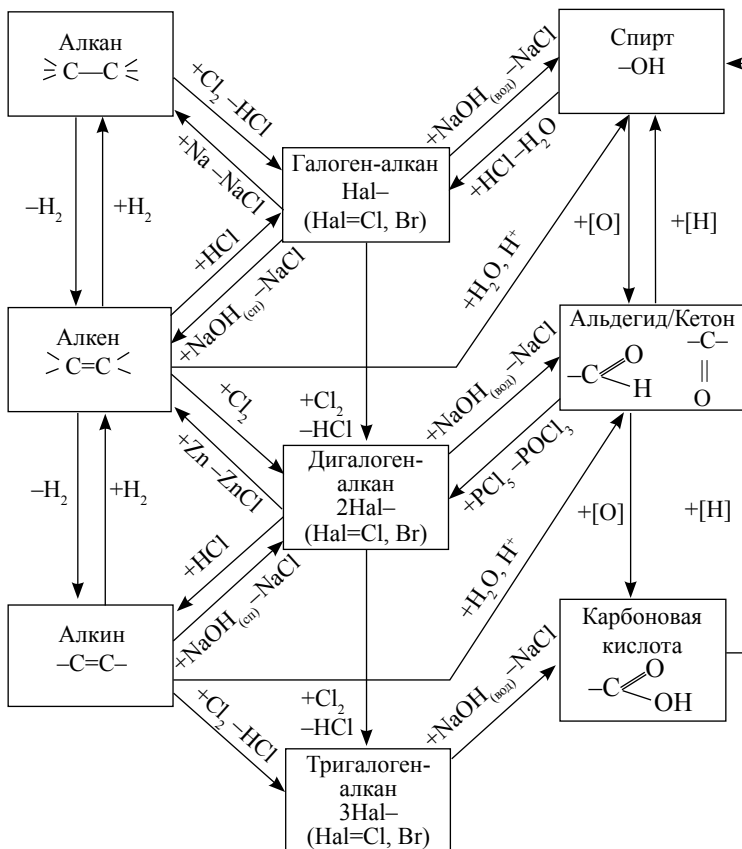 Алкан
C—C
+Cl₂ –HCl
+Na –NaCl
Галоген-алкан
Hal–
(Hal=Cl, Br)
+NaOH(вод)–NaCl
+HCl–H₂O
Спирт
–OH
–H₂
+H₂
+HCl
+NaOH(сп)–NaCl
+H₂O, H⁺
+[O]
+[H]
Алкен
C=C
+Cl₂
+Zn –ZnCl
+Cl₂
–HCl
Дигалоген-
алкан
2Hal–
(Hal=Cl, Br)
+NaOH(вод)–NaCl
+PCl₅–POCl₃
Альдегид/Кетон
–C
O
H
–C–
||
O
–H₂
+H₂
+HCl
+NaOH(сп)–NaCl
+H₂O, H⁺
+[O]
+[H]
Алкин
–C=C–
+Cl₂ –HCl
+Cl₂
–HCl
Тригалоген-
алкан
3Hal–
(Hal=Cl, Br)
+NaOH(вод)–NaCl
Карбоновая
кислота
–C
O
OH